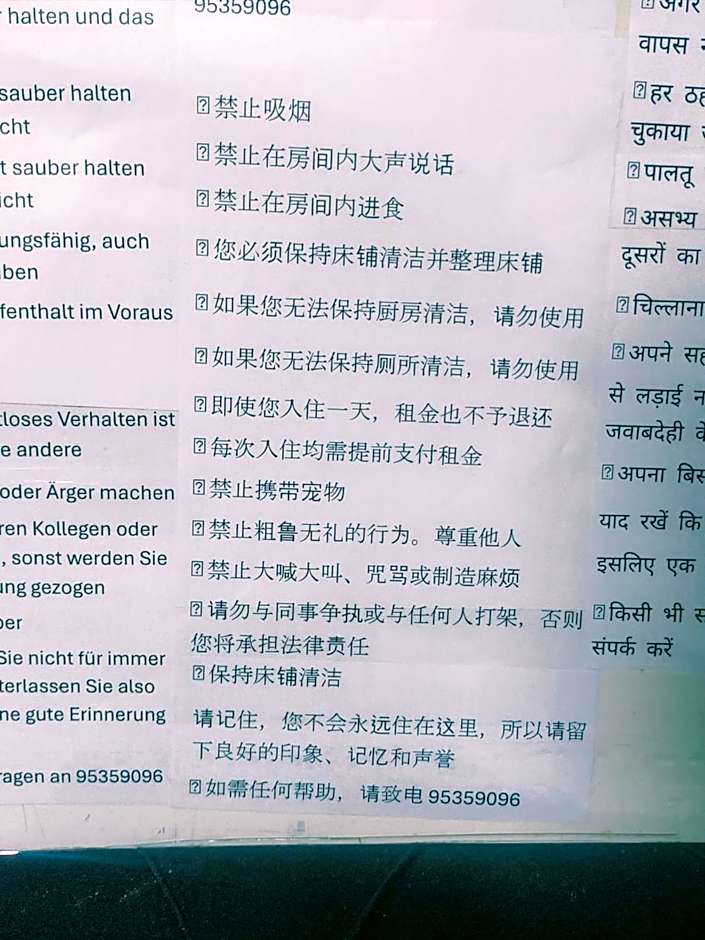 halten und das
sauber halten
cht
t sauber halten
icht
ungsfähig, auch
ben
fenthalt im Voraus
tloses Verhalten ist
e andere
oder Ärger machen
ren Kollegen oder
, sonst werden Sie
ung gezogen
ber
Sie nicht für immer
terlassen Sie also
ne gute Erinnerung
ragen an 95359096
95359096
禁止吸烟
禁止在房间内大声说话
禁止在房间内进食
您必须保持床铺清洁并整理床铺
如果您无法保持厨房清洁，请勿使用
如果您无法保持厕所清洁，请勿使用
即使您入住一天，租金也不予退还
每次入住均需提前支付租金
禁止携带宠物
禁止粗鲁无礼的行为。尊重他人
禁止大喊大叫、咒骂或制造麻烦
请勿与同事争执或与任何人打架，否则
您将承担法律责任
保持床铺清洁
请记住，您不会永远住在这里，所以请留
下良好的印象、记忆和声誉
如需任何帮助，请致电 95359096
अगर
वापस
हर
चुकाया
पालतू
असभ्य
दूसरों का
चिल्लाना
अपने
से लड़ाई
जवाबदेही
अपना
याद रखें कि
इसलिए एक
किसी भी
संपर्क करें